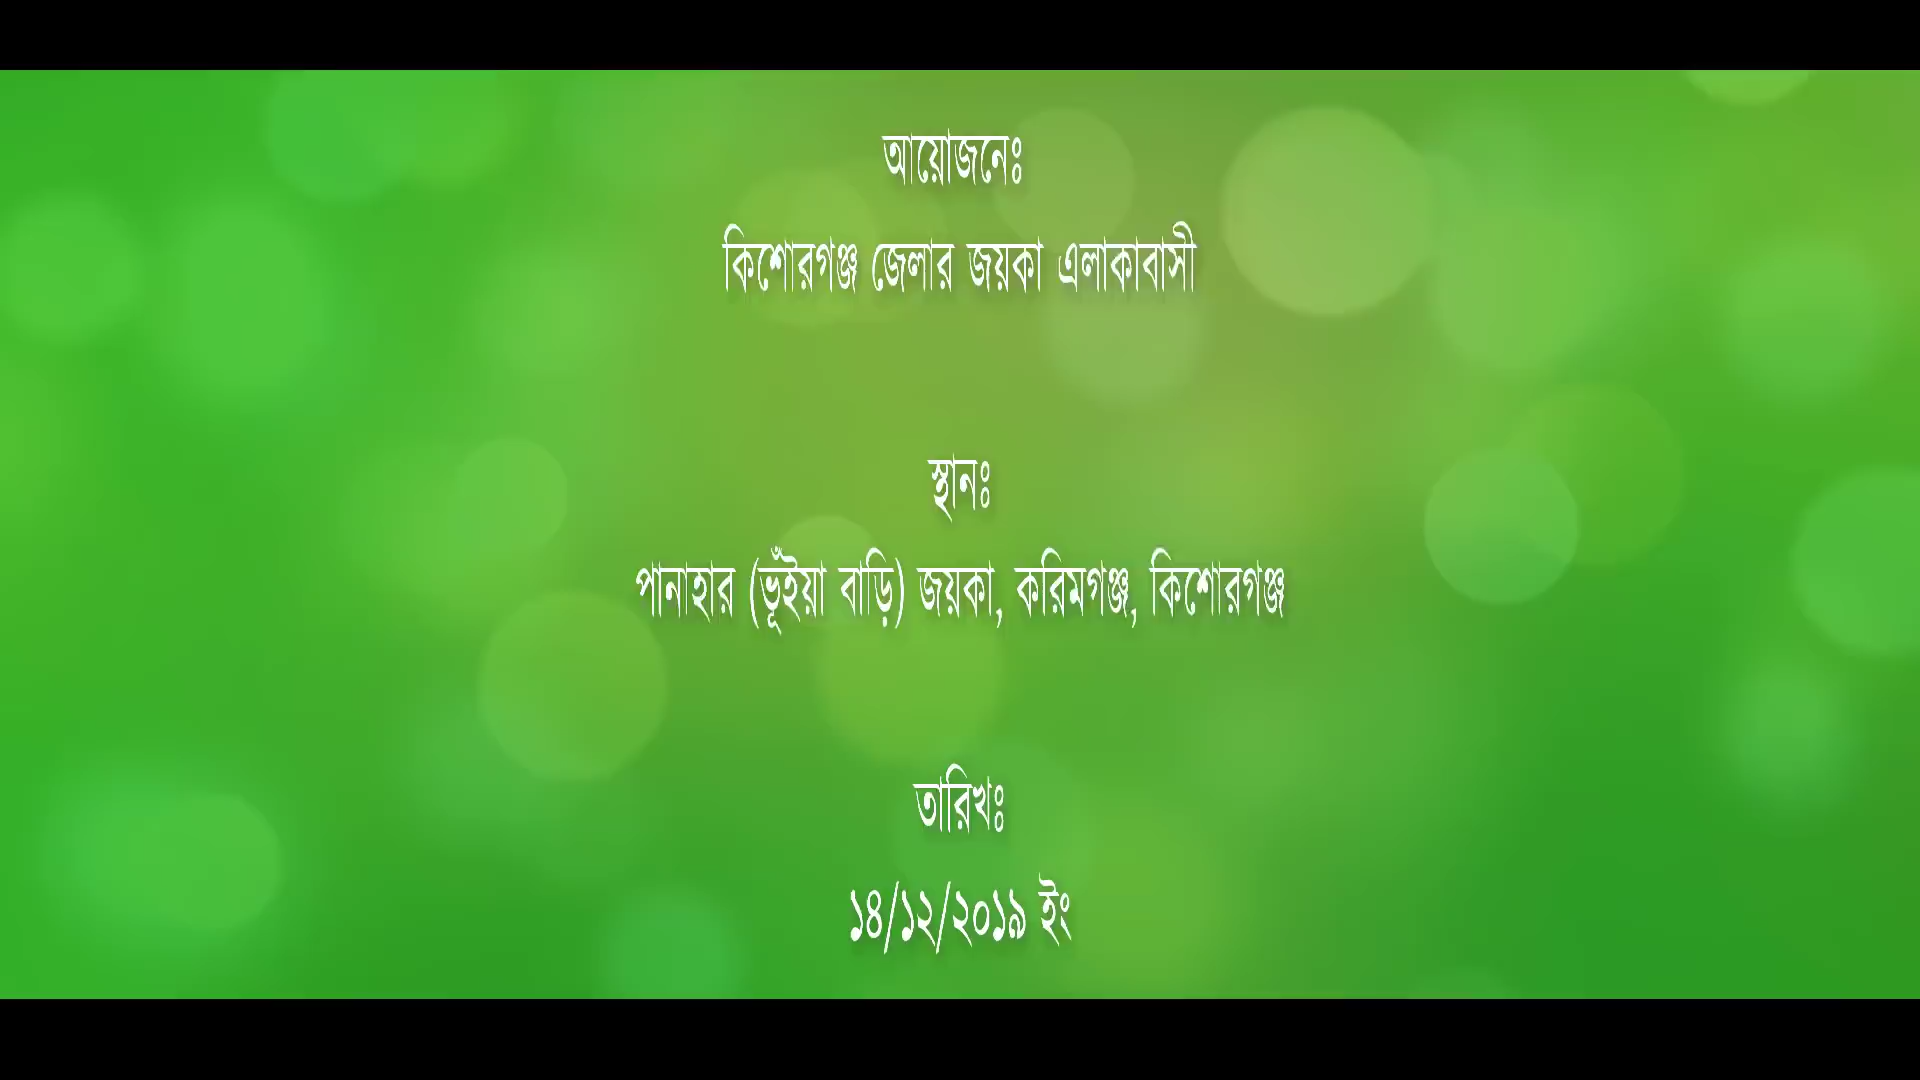 আয়োজনেঃ
কিশোরগঞ্জ জেলার জয়কা এলাকাবাসী
স্থানঃ
পানাহার (ভূঁইয়া বাড়ি) জয়কা, করিমগঞ্জ, কিশোরগঞ্জ
তারিখঃ
১৪/১২/২০১৯ ইং